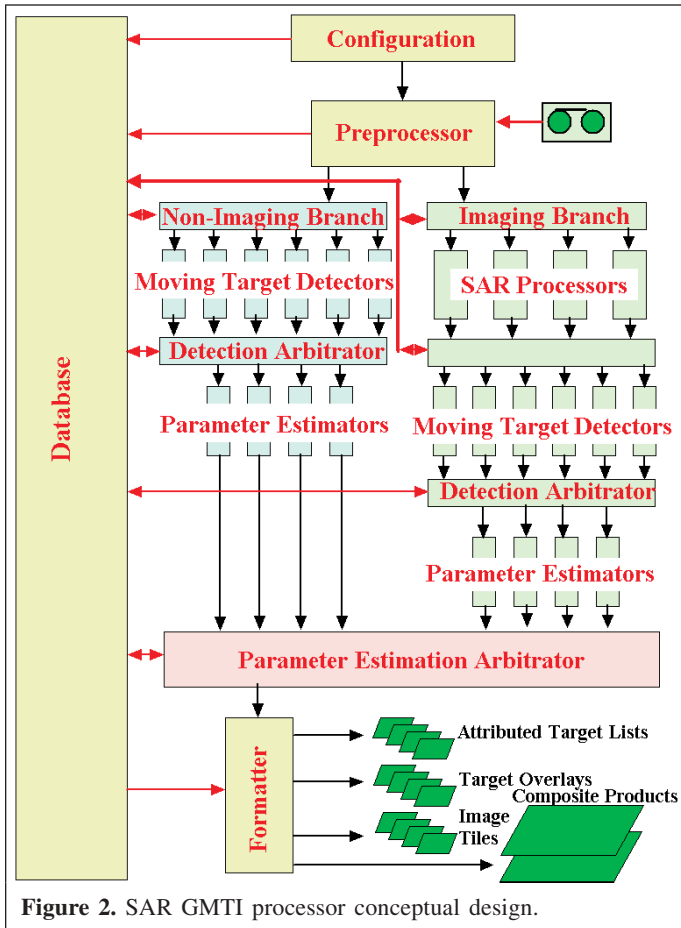 Configuration
Preprocessor
Database
Non-Imaging Branch
Imaging Branch
Moving Target Detectors
SAR Processors
Detection Arbitrator
Parameter Estimators
Moving Target Detectors
Detection Arbitrator
Parameter Estimators
Parameter Estimation Arbitrator
Formatter
Attributed Target Lists
Target Overlays
Composite Products
Image
Tiles
Figure 2. SAR GMTI processor conceptual design.